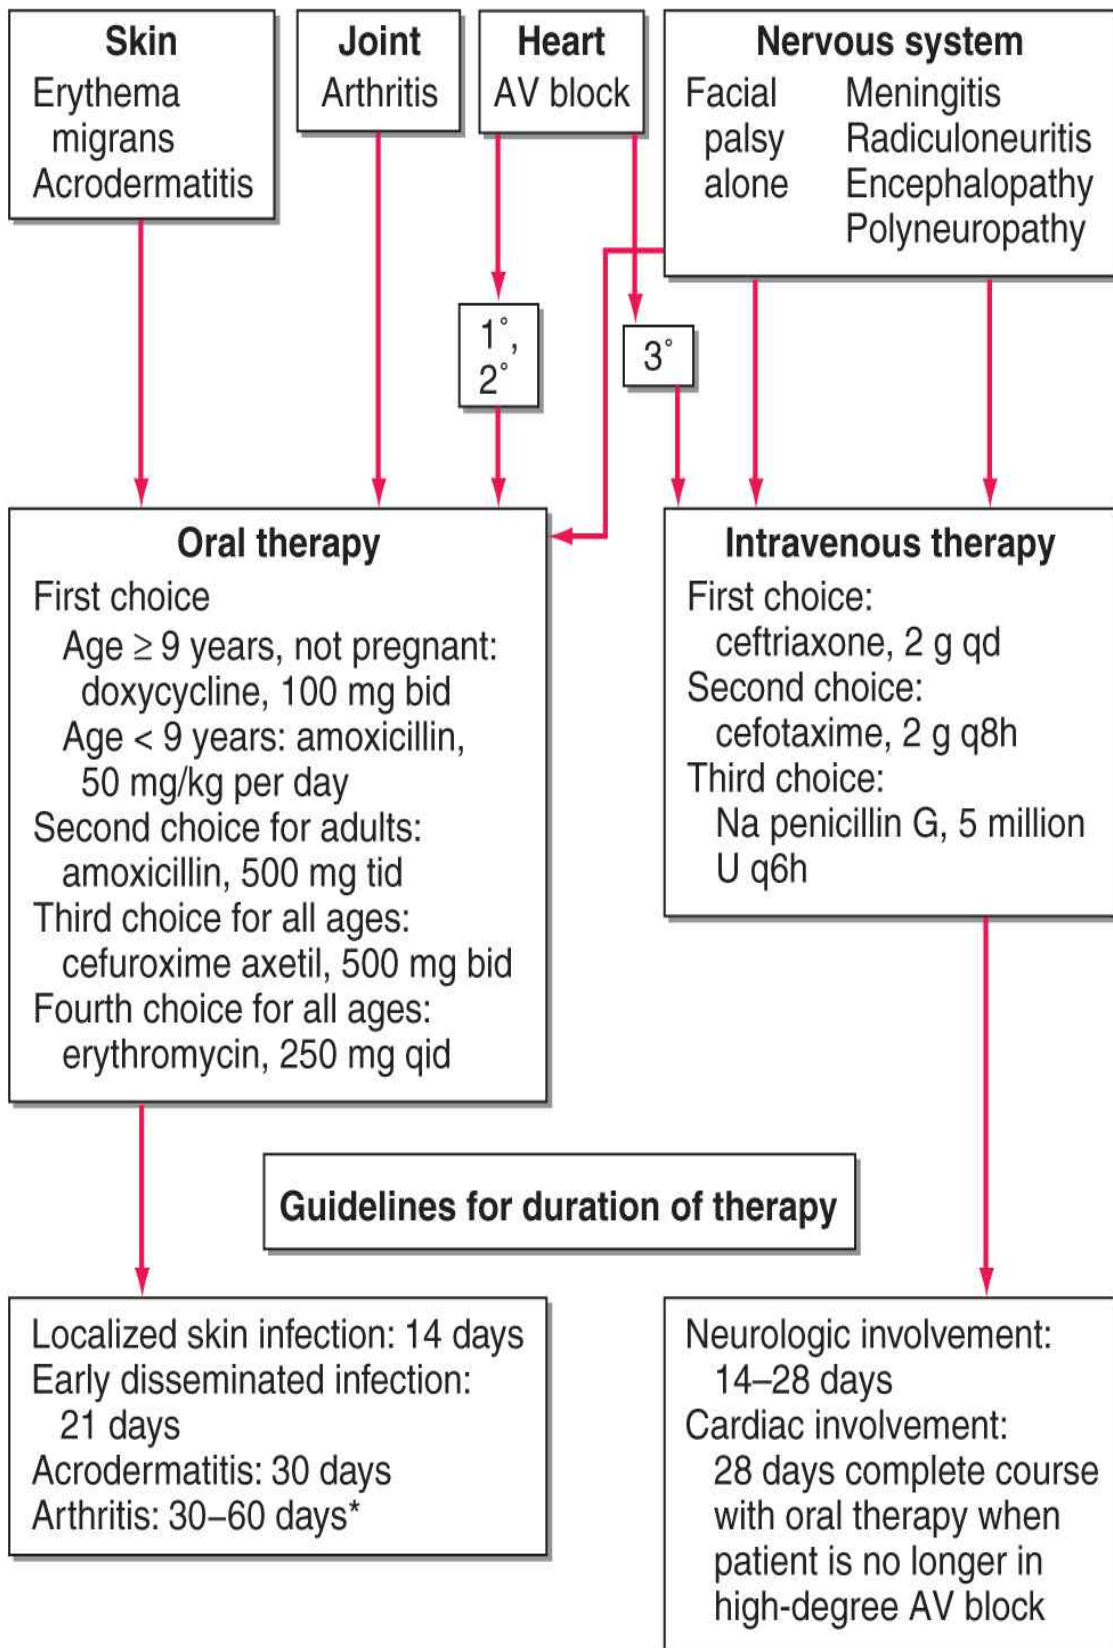 Skin
Erythema
migrans
Acrodermatitis
Joint
Arthritis
Heart
AV block
Nervous system
Facial
palsy
alone
Meningitis
Radiculoneuritis
Encephalopathy
Polyneuropathy
1°,
2°
3°
Oral therapy
First choice
Age ≥ 9 years, not pregnant:
doxycycline, 100 mg bid
Age < 9 years: amoxicillin,
50 mg/kg per day
Second choice for adults:
amoxicillin, 500 mg tid
Third choice for all ages:
cefuroxime axetil, 500 mg bid
Fourth choice for all ages:
erythromycin, 250 mg qid
Intravenous therapy
First choice:
ceftriaxone, 2 g qd
Second choice:
cefotaxime, 2 g q8h
Third choice:
Na penicillin G, 5 million
U q6h
Guidelines for duration of therapy
Localized skin infection: 14 days
Early disseminated infection:
21 days
Acrodermatitis: 30 days
Arthritis: 30–60 days*
Neurologic involvement:
14–28 days
Cardiac involvement:
28 days complete course
with oral therapy when
patient is no longer in
high-degree AV block